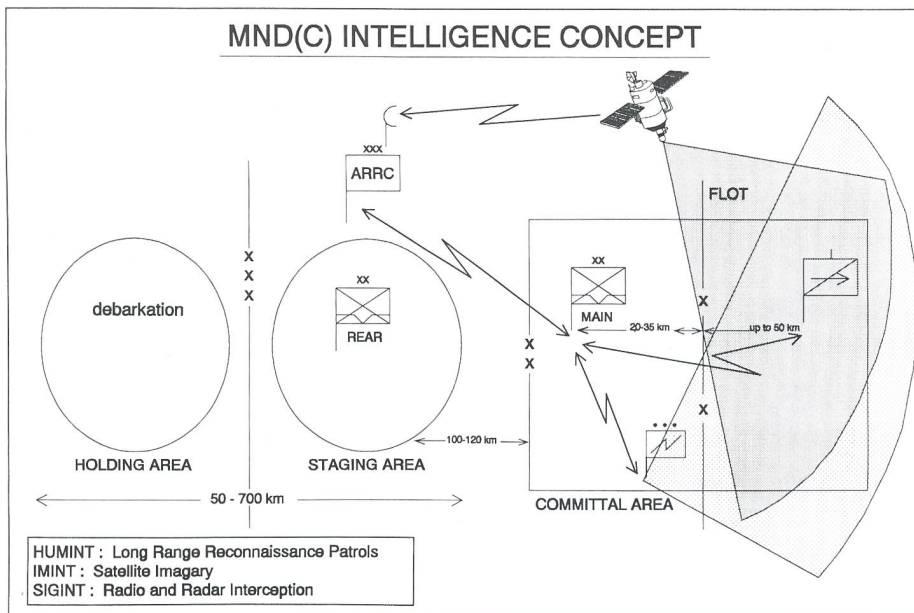 MND(C) INTELLIGENCE CONCEPT
xxx
ARRC
FLOT
X
X
X
debarkation
xx
REAR
xx
MAIN
X
20-35 km
up to 50 km
X
X
X
100-120 km
HOLDING AREA
STAGING AREA
50 - 700 km
COMMITTAL AREA
HUMINT : Long Range Reconnaissance Patrols
IMINT : Satellite Imagary
SIGINT : Radio and Radar Interception